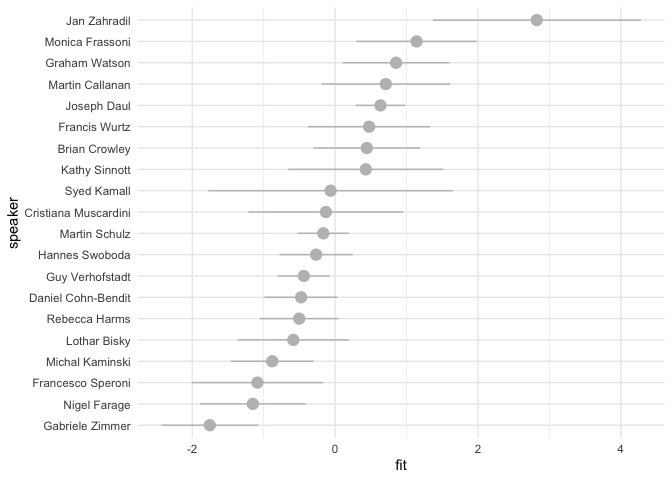 Jan Zahradil
Monica Frassoni
Graham Watson
Martin Callanan
Joseph Daul
Francis Wurtz
Brian Crowley
Kathy Sinnott
Syed Kamall
Cristiana Muscardini
Martin Schulz
Hannes Swoboda
Guy Verhofstadt
Daniel Cohn-Bendit
Rebecca Harms
Lothar Bisky
Michal Kaminski
Francesco Speroni
Nigel Farage
Gabriele Zimmer
speaker
-2 0 2 4
fit